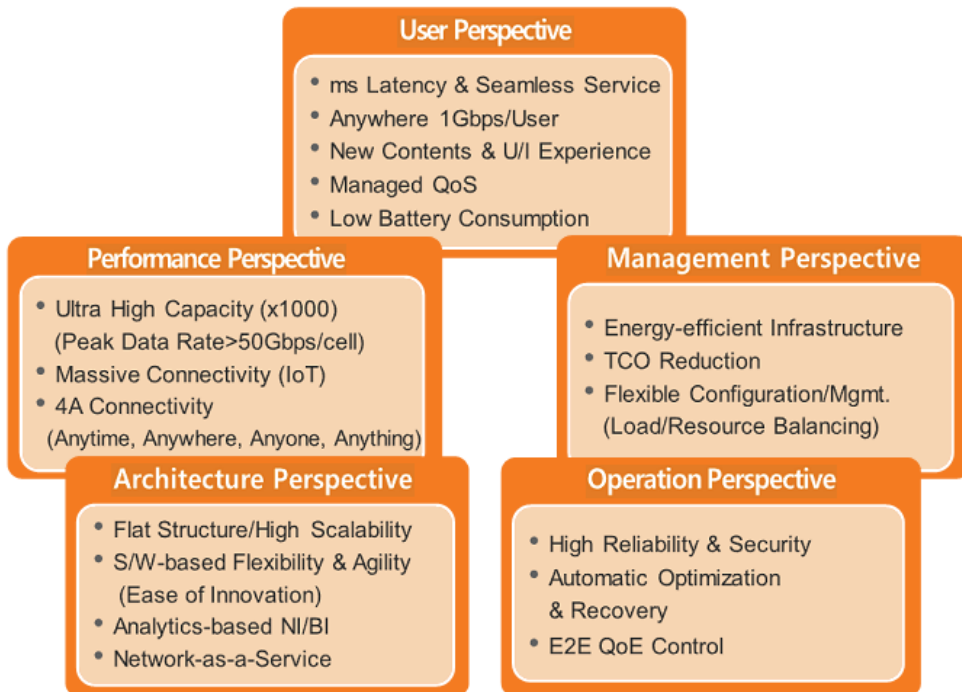 User Perspective
• ms Latency & Seamless Service
• Anywhere 1Gbps/User
• New Contents & U/I Experience
• Managed QoS
• Low Battery Consumption
Performance Perspective
• Ultra High Capacity (x1000)
(Peak Data Rate>50Gbps/cell)
• Massive Connectivity (IoT)
• 4A Connectivity
(Anytime, Anywhere, Anyone, Anything)
Management Perspective
• Energy-efficient Infrastructure
• TCO Reduction
• Flexible Configuration/Mgmt.
(Load/Resource Balancing)
Architecture Perspective
• Flat Structure/High Scalability
• S/W-based Flexibility & Agility
(Ease of Innovation)
• Analytics-based NI/BI
• Network-as-a-Service
Operation Perspective
• High Reliability & Security
• Automatic Optimization
& Recovery
• E2E QoE Control